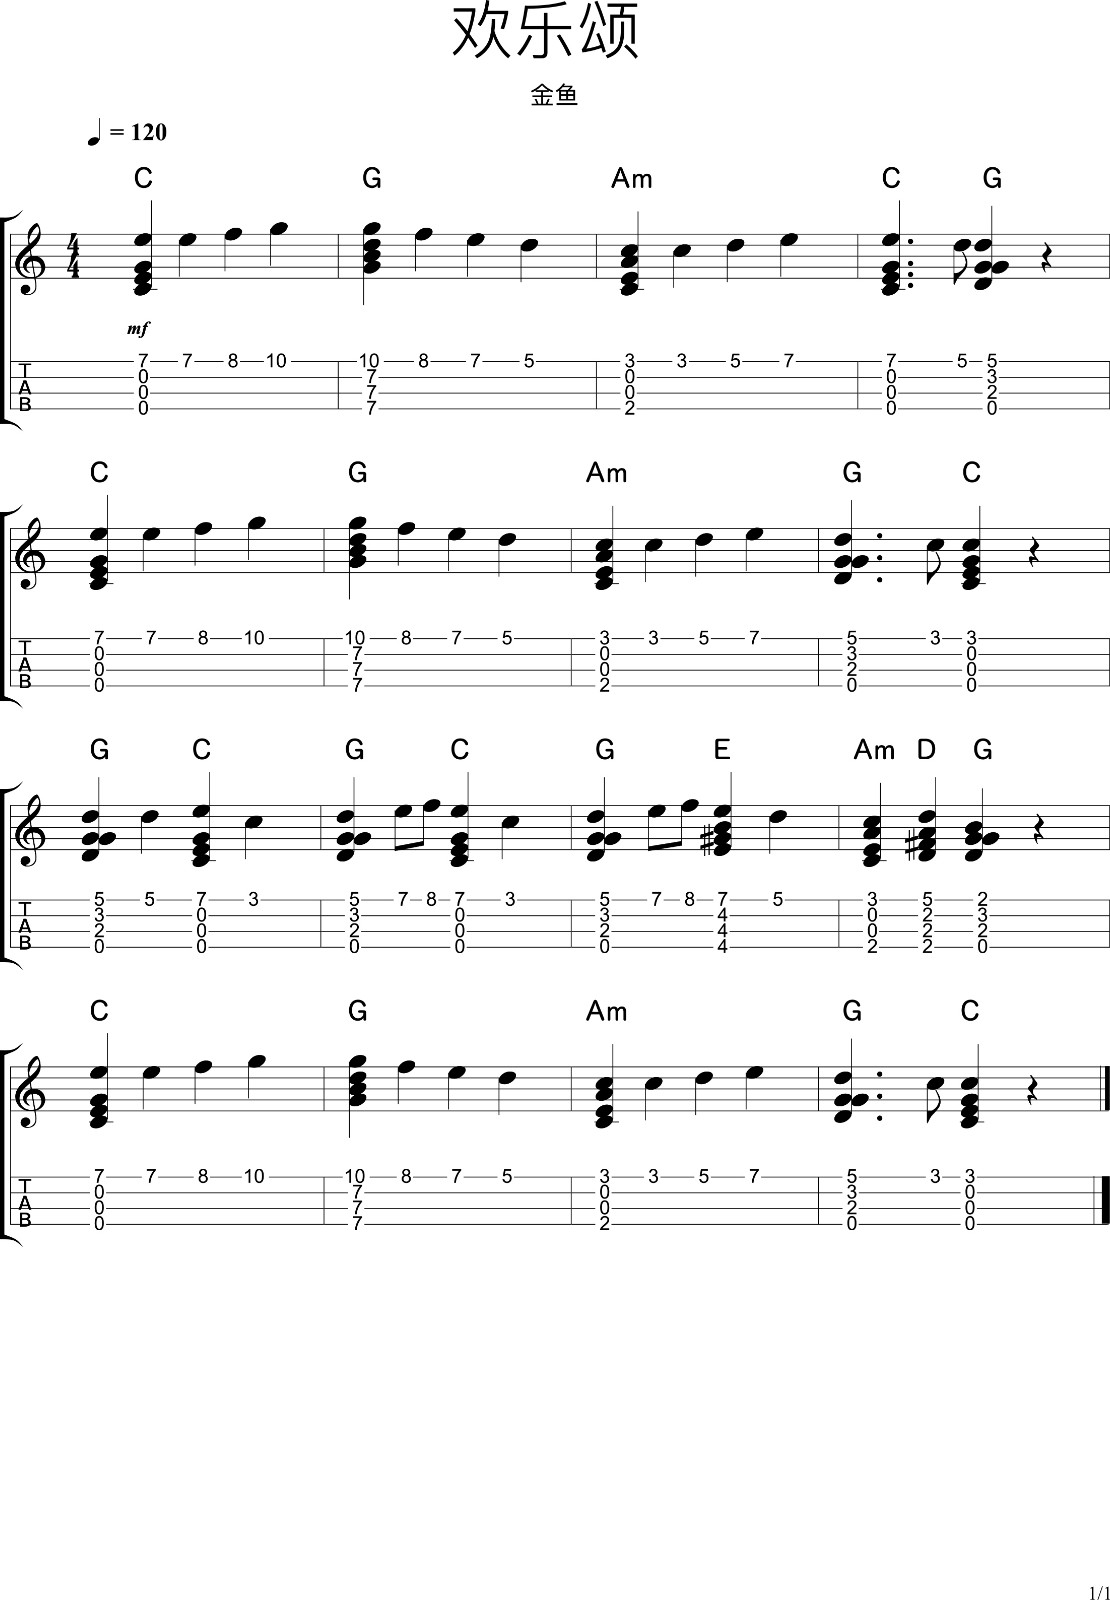 欢乐颂
金鱼
= 120
C G Am C G
4
4
mf
7 7 8 10 10 8 7 5 3 3 5 7 7 5 5
T 0 7 0 0 3
A 0 7 0 0 2
B 0 7 2 0 0
C G Am G C
7 7 8 10 10 8 7 5 3 3 5 7 5 3 3
T 0 7 0 3 0
A 0 7 0 2 0
B 0 7 2 0 0
G C G C G E Am D G
5 5 7 3 5 7 8 7 3 5 7 8 7 5 3 5 2
T 3 0 3 0 3 4 0 2 3
A 2 0 2 0 2 4 0 2 2
B 0 0 0 0 0 4 2 2 0
C G Am G C
7 7 8 10 10 8 7 5 3 3 5 7 5 3 3
T 0 7 0 3 0
A 0 7 0 2 0
B 0 7 2 0 0
1/1